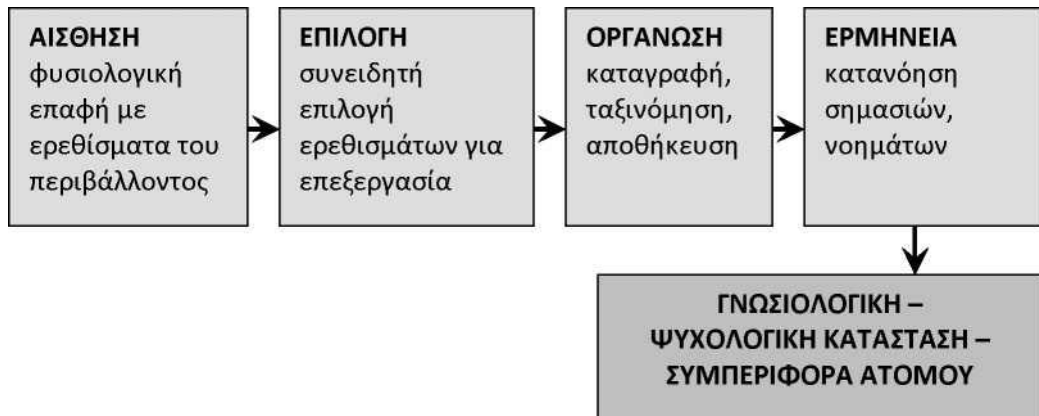 ΑΙΣΘΗΣΗ
φυσιολογική
επαφή με
ερεθίσματα του
περιβάλλοντος
ΕΠΙΛΟΓΗ
συνειδητή
επιλογή
ερεθισμάτων για
επεξεργασία
ΟΡΓΑΝΩΣΗ
καταγραφή,
ταξινόμηση,
αποθήκευση
ΕΡΜΗΝΕΙΑ
κατανόηση
σημασιών,
νοημάτων
ΓΝΩΣΙΟΛΟΓΙΚΗ –
ΨΥΧΟΛΟΓΙΚΗ ΚΑΤΑΣΤΑΣΗ –
ΣΥΜΠΕΡΙΦΟΡΑ ΑΤΟΜΟΥ